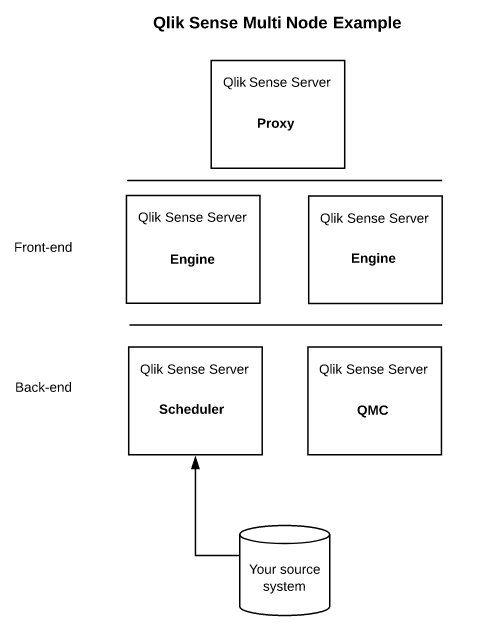 Qlik Sense Multi Node Example
Qlik Sense Server
Proxy
Front-end
Qlik Sense Server
Engine
Qlik Sense Server
Engine
Back-end
Qlik Sense Server
Scheduler
Qlik Sense Server
QMC
Your source
system